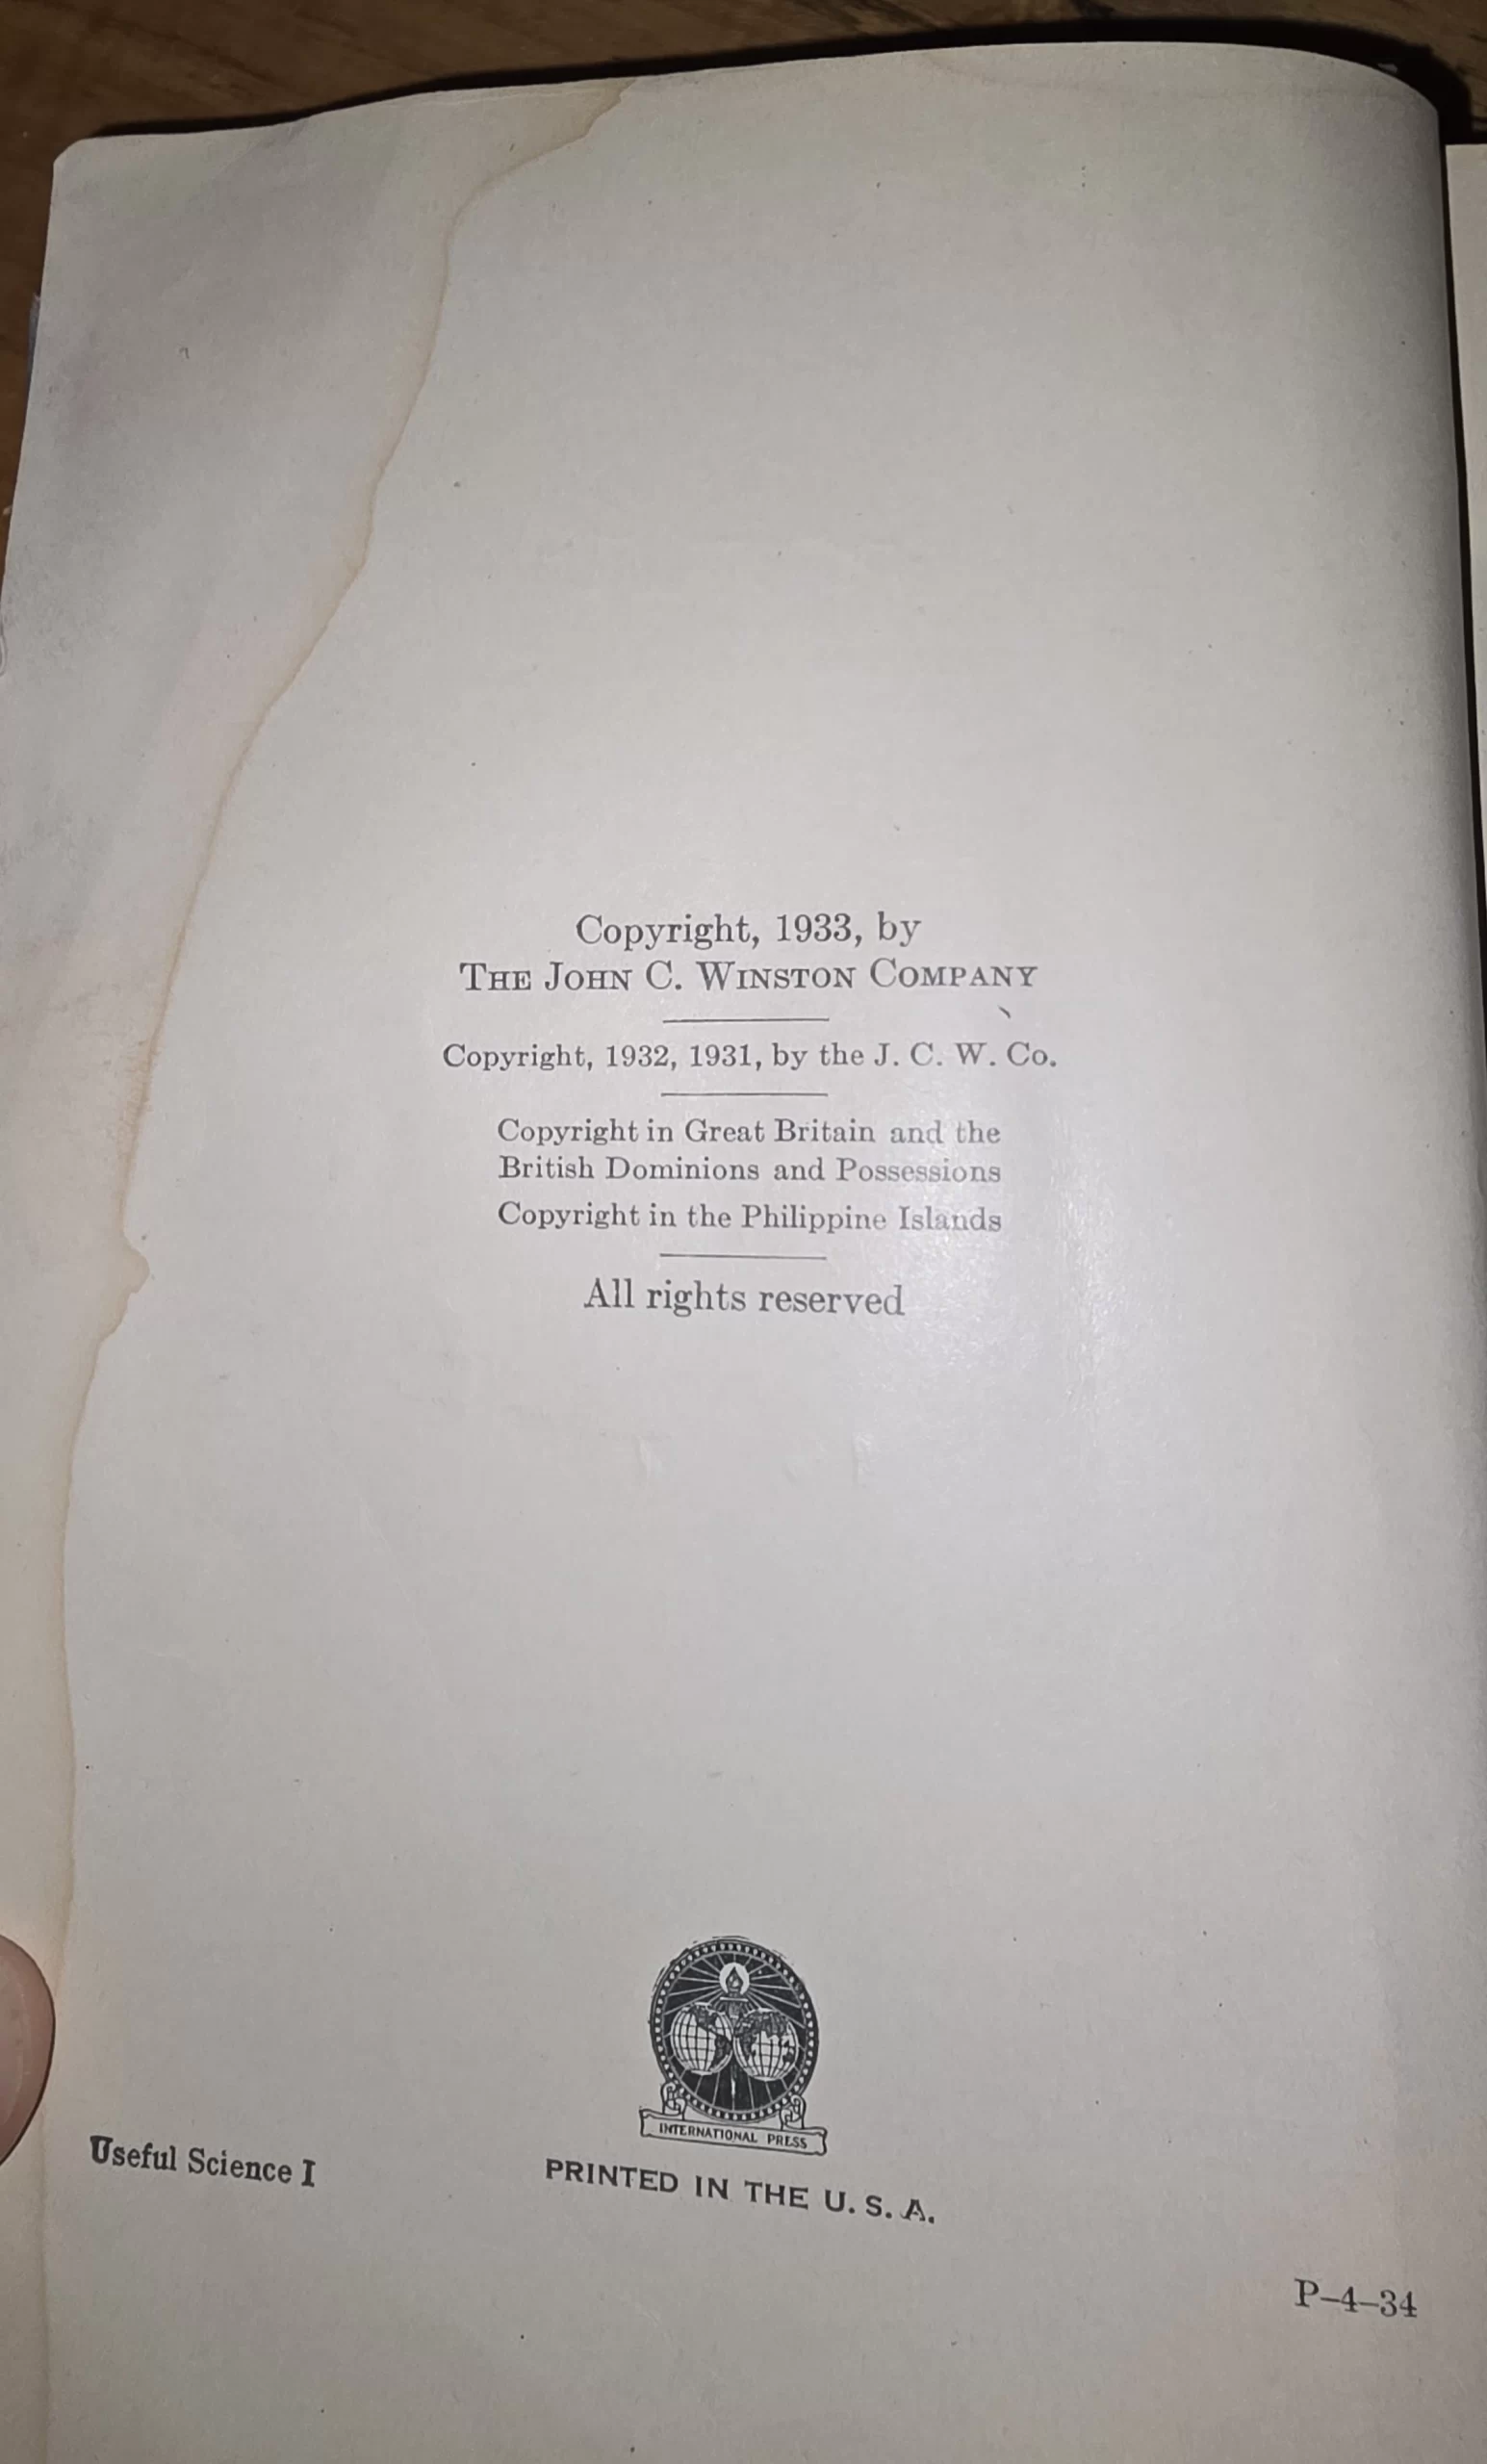 Copyright, 1933, by
THE JOHN C. WINSTON COMPANY
Copyright, 1932, 1931, by the J. C. W. Co.
Copyright in Great Britain and the
British Dominions and Possessions
Copyright in the Philippine Islands
All rights reserved
INTERNATIONAL PRESS
Useful Science I
PRINTED IN THE U. S. A.
P–4–34